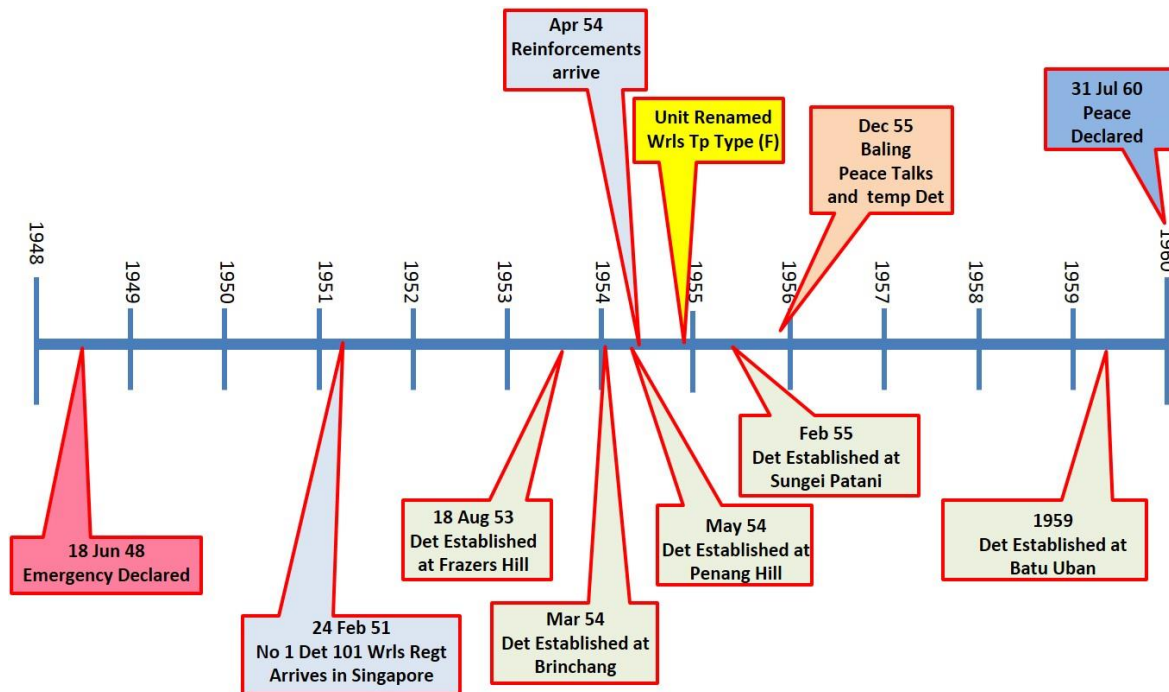 Apr 54
Reinforcements
arrive
Unit Renamed
Wrls Tp Type (F)
Dec 55
Baling
Peace Talks
and temp Det
31 Jul 60
Peace
Declared
1948
1949
1950
1951
1952
1953
1954
1955
1956
1957
1958
1959
1960
18 Jun 48
Emergency Declared
24 Feb 51
No 1 Det 101 Wrls Regt
Arrives in Singapore
18 Aug 53
Det Established
at Frazers Hill
Mar 54
Det Established at
Brinchang
May 54
Det Established at
Penang Hill
Feb 55
Det Established at
Sungei Patani
1959
Det Established at
Batu Uban